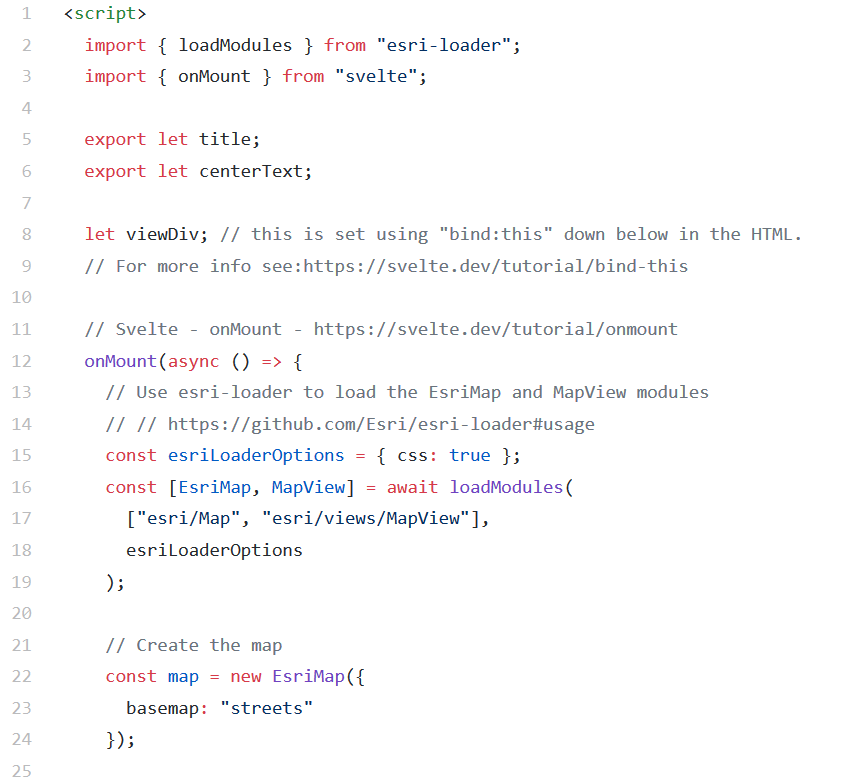 1 <script>
2 import { loadModules } from "esri-loader";
3 import { onMount } from "svelte";
4
5 export let title;
6 export let centerText;
7
8 let viewDiv; // this is set using "bind:this" down below in the HTML.
9 // For more info see:https://svelte.dev/tutorial/bind-this
10
11 // Svelte - onMount - https://svelte.dev/tutorial/onmount
12 onMount(async () => {
13 // Use esri-loader to load the EsriMap and MapView modules
14 // // https://github.com/Esri/esri-loader#usage
15 const esriLoaderOptions = { css: true };
16 const [EsriMap, MapView] = await loadModules(
17 ["esri/Map", "esri/views/MapView"],
18 esriLoaderOptions
19 );
20
21 // Create the map
22 const map = new EsriMap({
23 basemap: "streets"
24 });
25